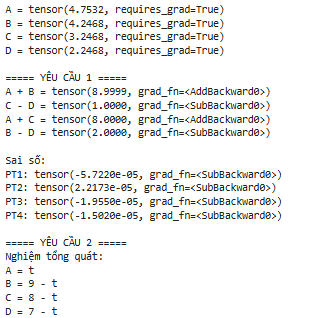 A = tensor(4.7532, requires_grad=True)
B = tensor(4.2468, requires_grad=True)
C = tensor(3.2468, requires_grad=True)
D = tensor(2.2468, requires_grad=True)
===== YÊU CẦU 1 =====
A + B = tensor(8.9999, grad_fn=<AddBackward0>)
C - D = tensor(1.0000, grad_fn=<SubBackward0>)
A + C = tensor(8.0000, grad_fn=<AddBackward0>)
B - D = tensor(2.0000, grad_fn=<SubBackward0>)
Sai số:
PT1: tensor(-5.7220e-05, grad_fn=<SubBackward0>)
PT2: tensor(2.2173e-05, grad_fn=<SubBackward0>)
PT3: tensor(-1.9550e-05, grad_fn=<SubBackward0>)
PT4: tensor(-1.5020e-05, grad_fn=<SubBackward0>)
===== YÊU CẦU 2 =====
Nghiệm tổng quát:
A = t
B = 9 - t
C = 8 - t
D = 7 - t